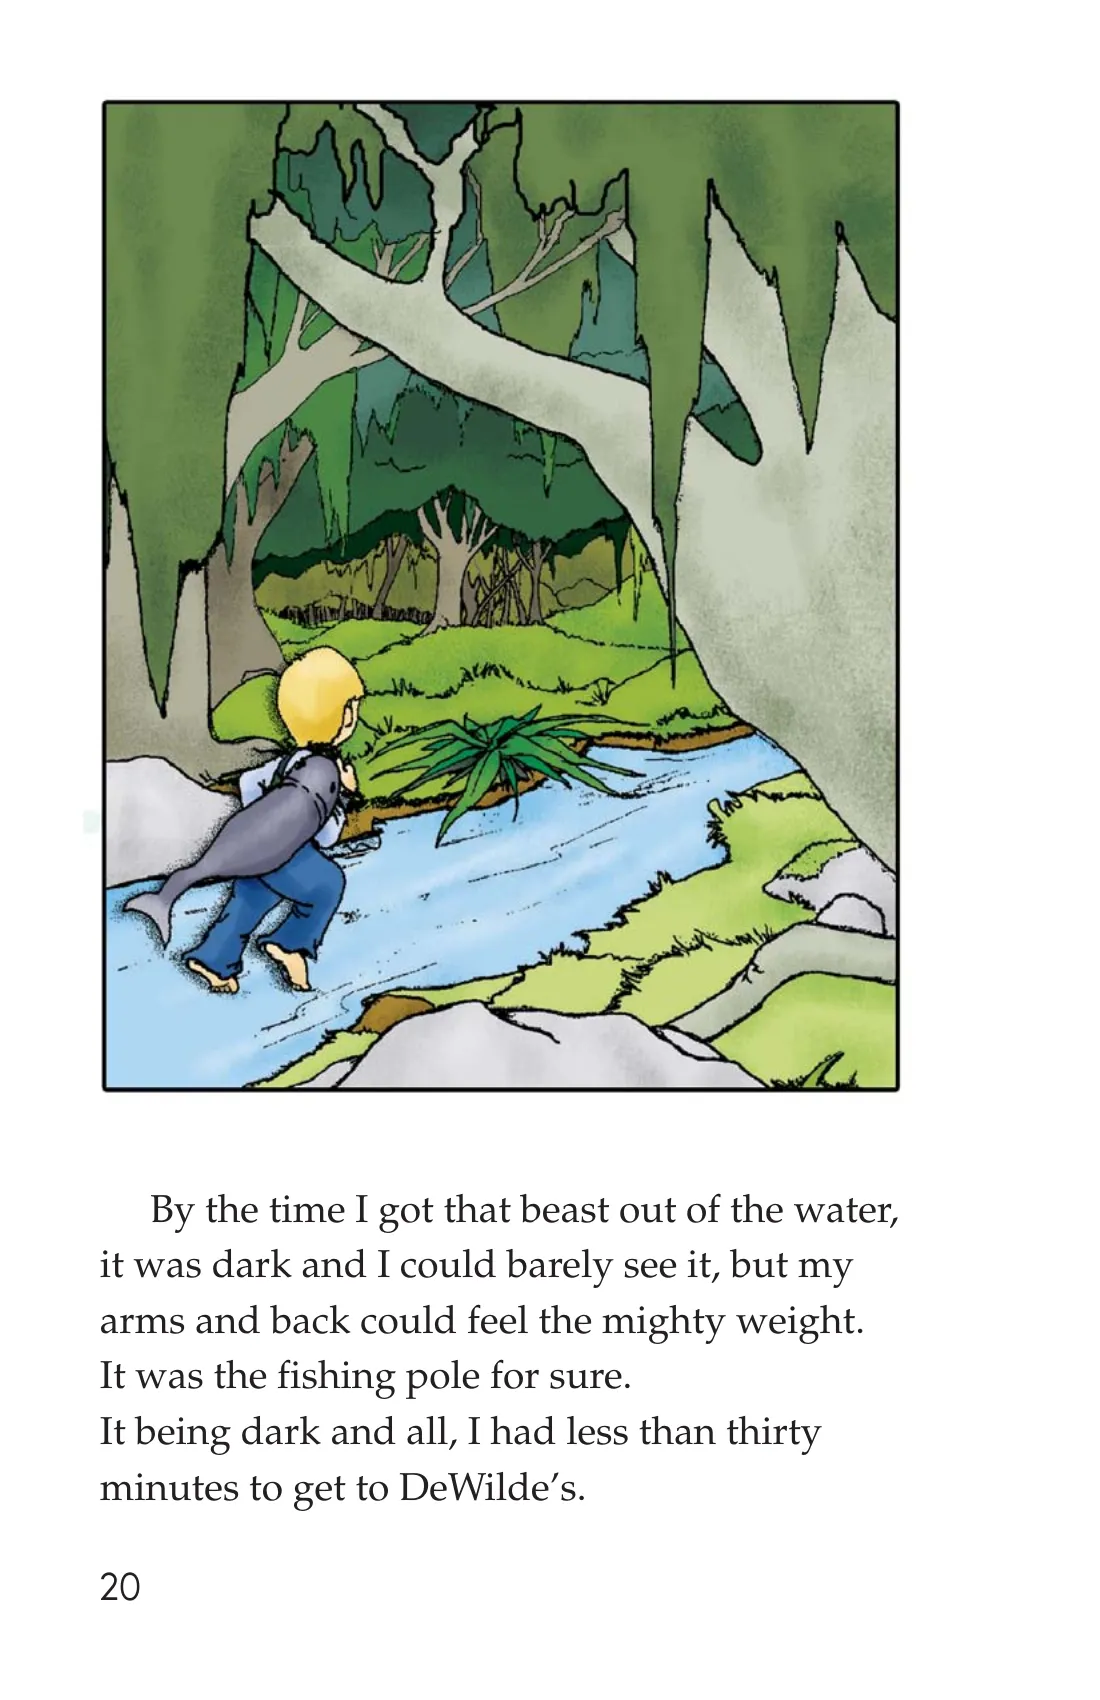 By the time I got that beast out of the water,
it was dark and I could barely see it, but my
arms and back could feel the mighty weight.
It was the fishing pole for sure.
It being dark and all, I had less than thirty
minutes to get to DeWilde’s.
20